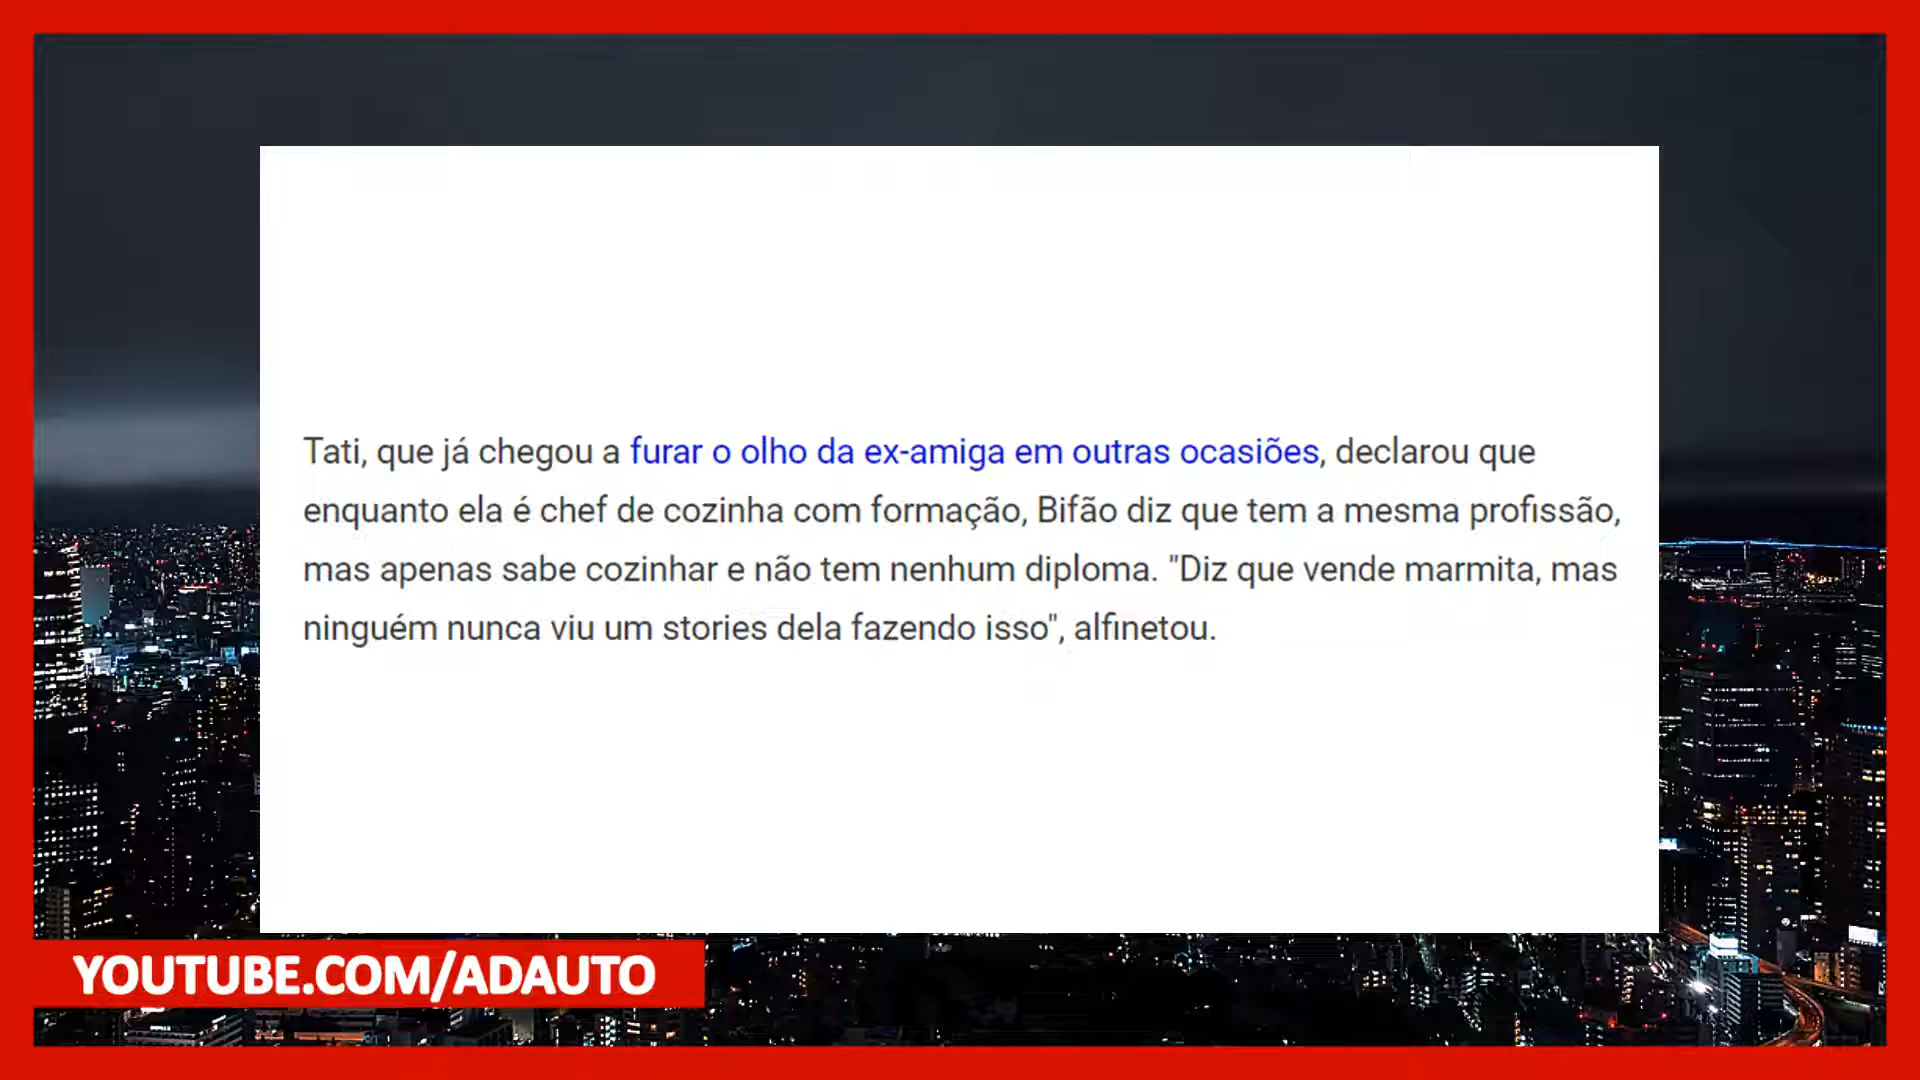 Tati, que já chegou a furar o olho da ex-amiga em outras ocasiões, declarou que
enquanto ela é chef de cozinha com formação, Bifão diz que tem a mesma profissão,
mas apenas sabe cozinhar e não tem nenhum diploma. "Diz que vende marmita, mas
ninguém nunca viu um stories dela fazendo isso", alfinetou.
YOUTUBE.COM/ADAUTO